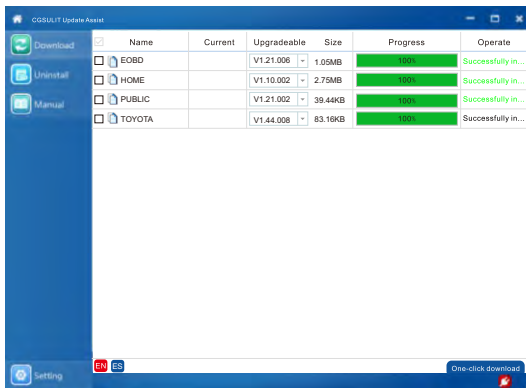 CGSULIT Update Assist
Download
Uninstall
Manual
Name Current Upgradeable Size Progress Operate
EOBD V1.21.006 1.05MB 100% Successfully in...
HOME V1.10.002 2.75MB 100% Successfully in...
PUBLIC V1.21.002 39.44KB 100% Successfully in...
TOYOTA V1.44.008 83.16KB 100% Successfully in...
Setting
EN ES
One-click download